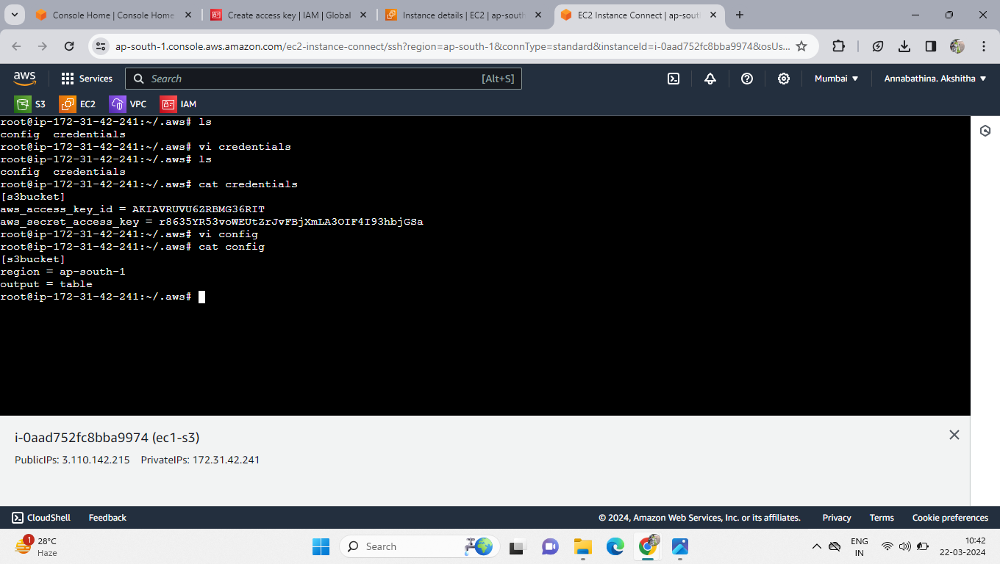 Console Home | Console Home
Create access key | IAM | Global
Instance details | EC2 | ap-sout
EC2 Instance Connect | ap-sout
ap-south-1.console.aws.amazon.com/ec2-instance-connect/ssh?region=ap-south-1&connType=standard&instanceId=i-0aad752fc8bba9974&osUs...
aws
Services
Search
[Alt+S]
Mumbai
Annabathina. Akshitha
S3
EC2
VPC
IAM
root@ip-172-31-42-241:~/.aws# ls
config  credentials
root@ip-172-31-42-241:~/.aws# vi credentials
root@ip-172-31-42-241:~/.aws# ls
config  credentials
root@ip-172-31-42-241:~/.aws# cat credentials
[s3bucket]
aws_access_key_id = AKIAVRUVU6ZRBMG36RIT
aws_secret_access_key = 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
root@ip-172-31-42-241:~/.aws# vi config
root@ip-172-31-42-241:~/.aws# cat config
[s3bucket]
region = ap-south-1
output = table
root@ip-172-31-42-241:~/.aws#
i-0aad752fc8bba9974 (ec1-s3)
PublicIPs: 3.110.142.215 PrivateIPs: 172.31.42.241
CloudShell
Feedback
© 2024, Amazon Web Services, Inc. or its affiliates.
Privacy
Terms
Cookie preferences
1
28°C
Haze
Search
ENG
IN
10:42
22-03-2024